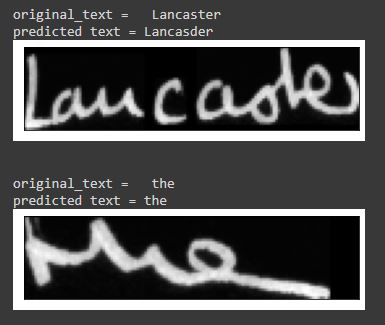 original_text =   Lancaster
predicted text = Lancasder
Lancaster
original_text =   the
predicted text = the
the